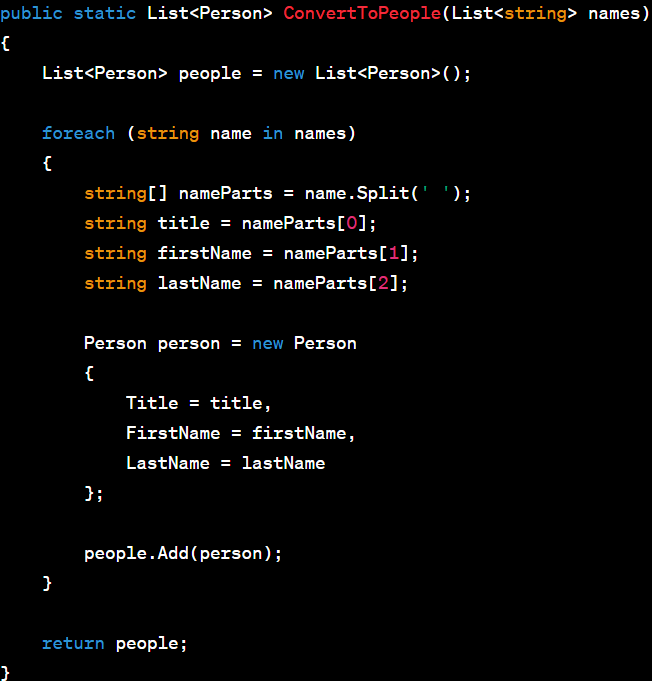 public static List<Person> ConvertToPeople(List<string> names)
{
    List<Person> people = new List<Person>();

    foreach (string name in names)
    {
        string[] nameParts = name.Split(' ');
        string title = nameParts[0];
        string firstName = nameParts[1];
        string lastName = nameParts[2];

        Person person = new Person
        {
            Title = title,
            FirstName = firstName,
            LastName = lastName
        };

        people.Add(person);
    }

    return people;
}